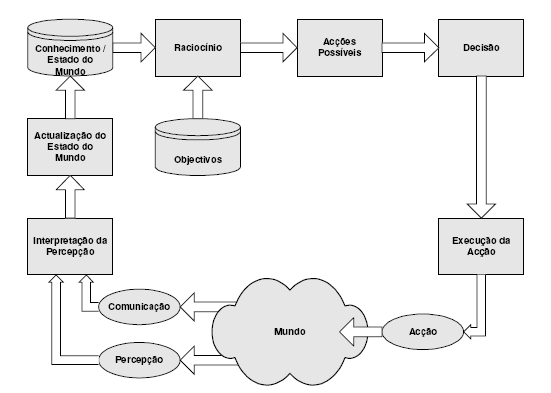 Conhecimento /
Estado do
Mundo
Raciocínio
Acções
Possíveis
Decisão
Actualização do
Estado do
Mundo
Objectivos
Interpretação da
Percepção
Execução da
Acção
Comunicação
Mundo
Acção
Percepção